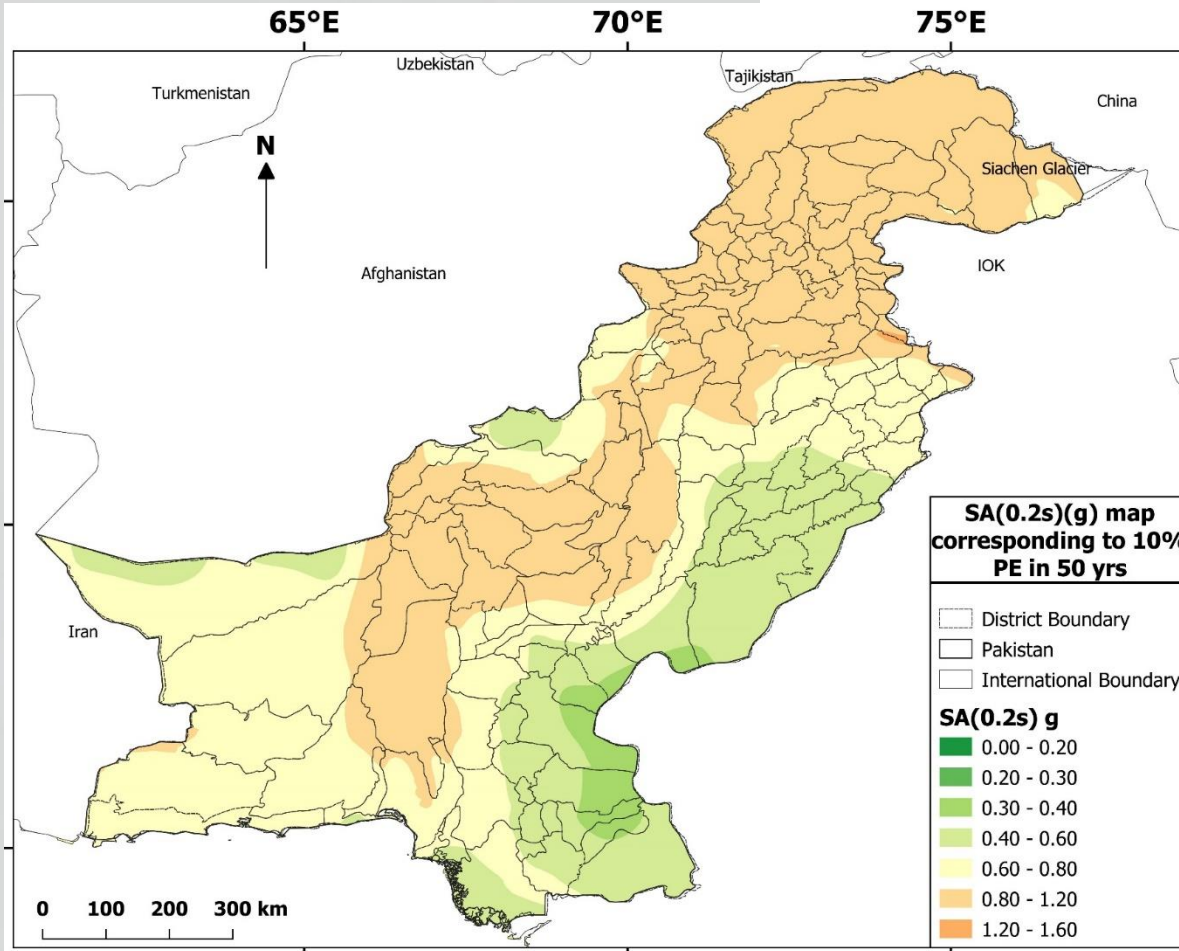 65°E 70°E 75°E
Uzbekistan
Tajikistan
Turkmenistan
China
N
Siachen Glacier
IOK
Afghanistan
Iran
SA(0.2s)(g) map
corresponding to 10%
PE in 50 yrs
District Boundary
Pakistan
International Boundary
SA(0.2s) g
0.00 - 0.20
0.20 - 0.30
0.30 - 0.40
0.40 - 0.60
0.60 - 0.80
0.80 - 1.20
1.20 - 1.60
0 100 200 300 km